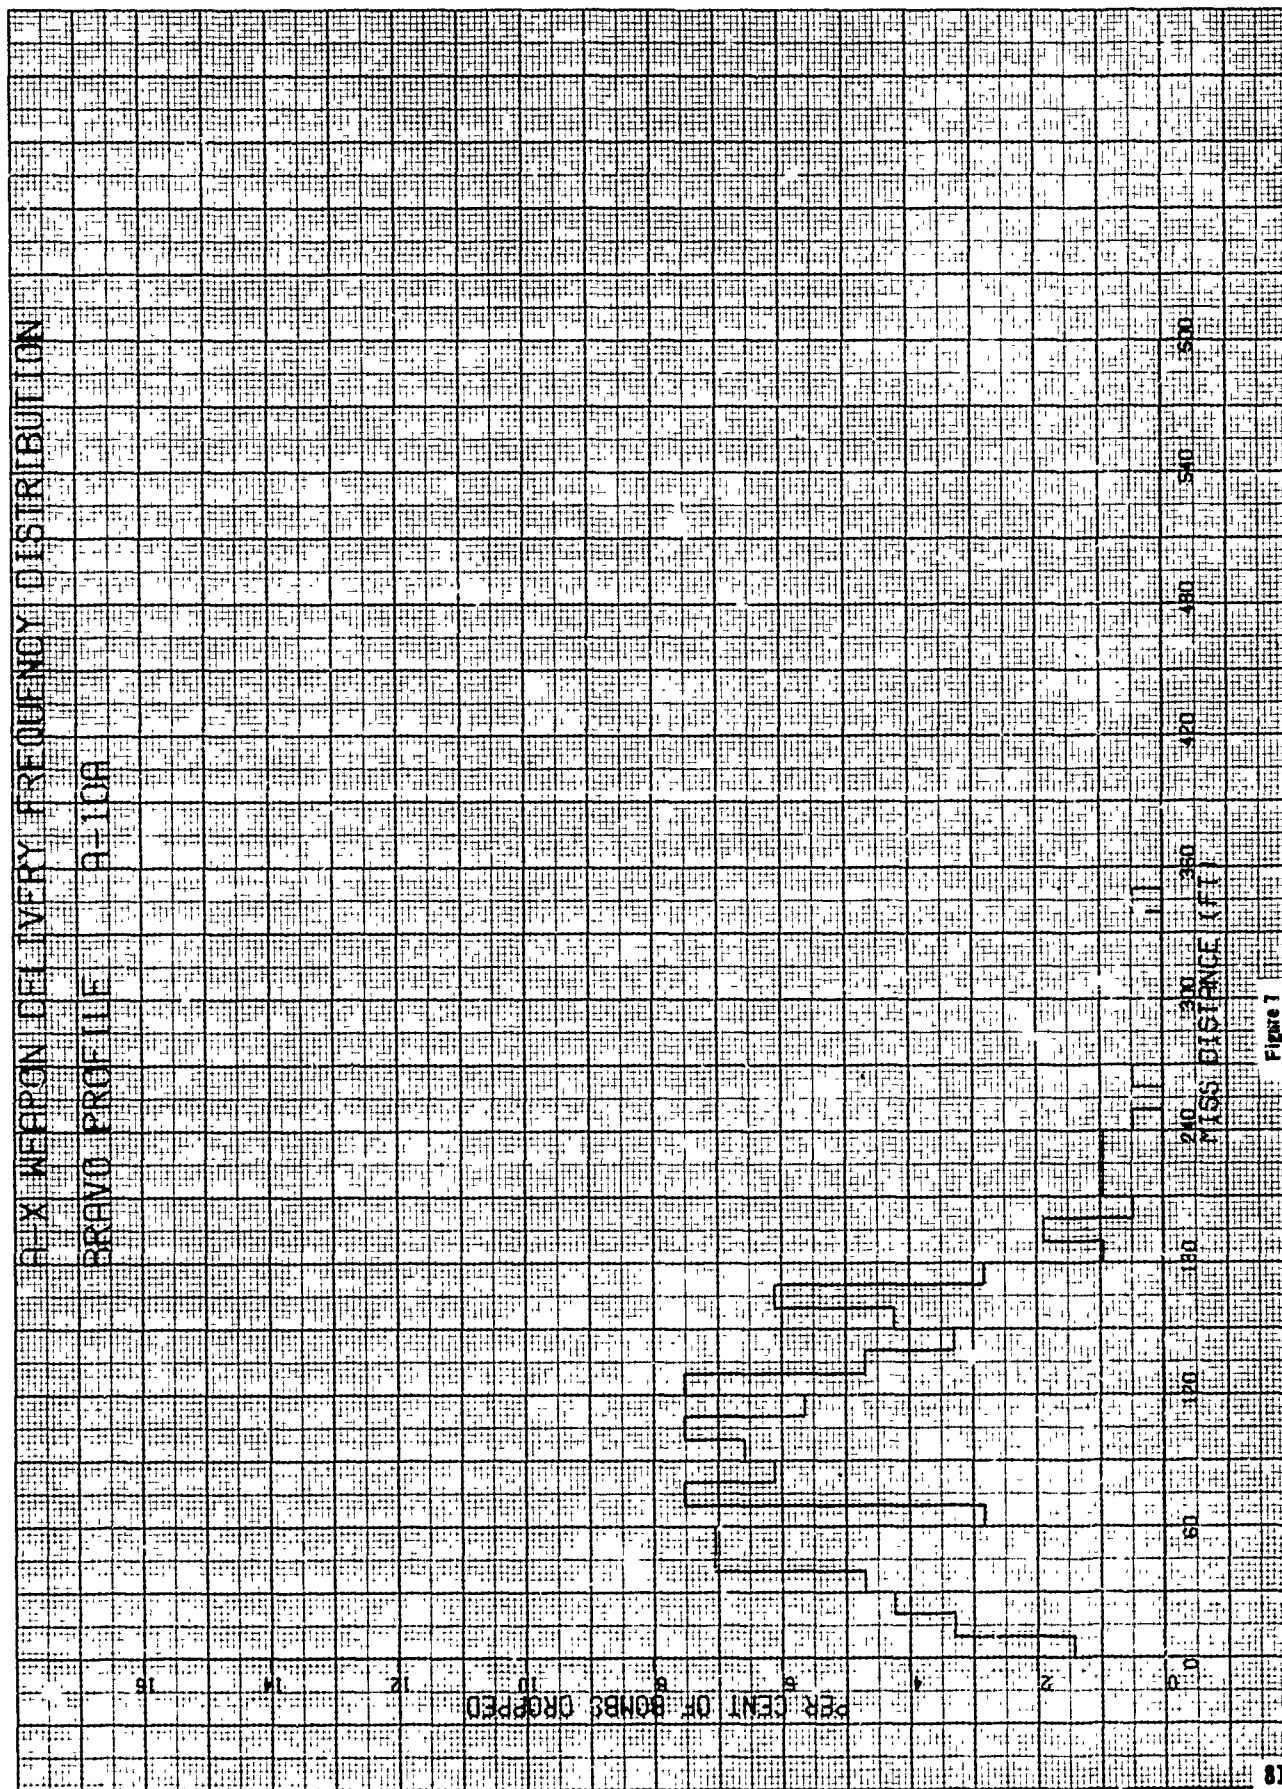 A-X WEAPON DELIVERY FREQUENCY DISTRIBUTION
BRAVO PROFILE A-10A
PER CENT OF BOMBS DROPPED
16
14
12
10
8
6
4
2
0
0 60 120 180 240 300 360 420 480 540 600
MISS DISTANCE (FT)
Figure 7